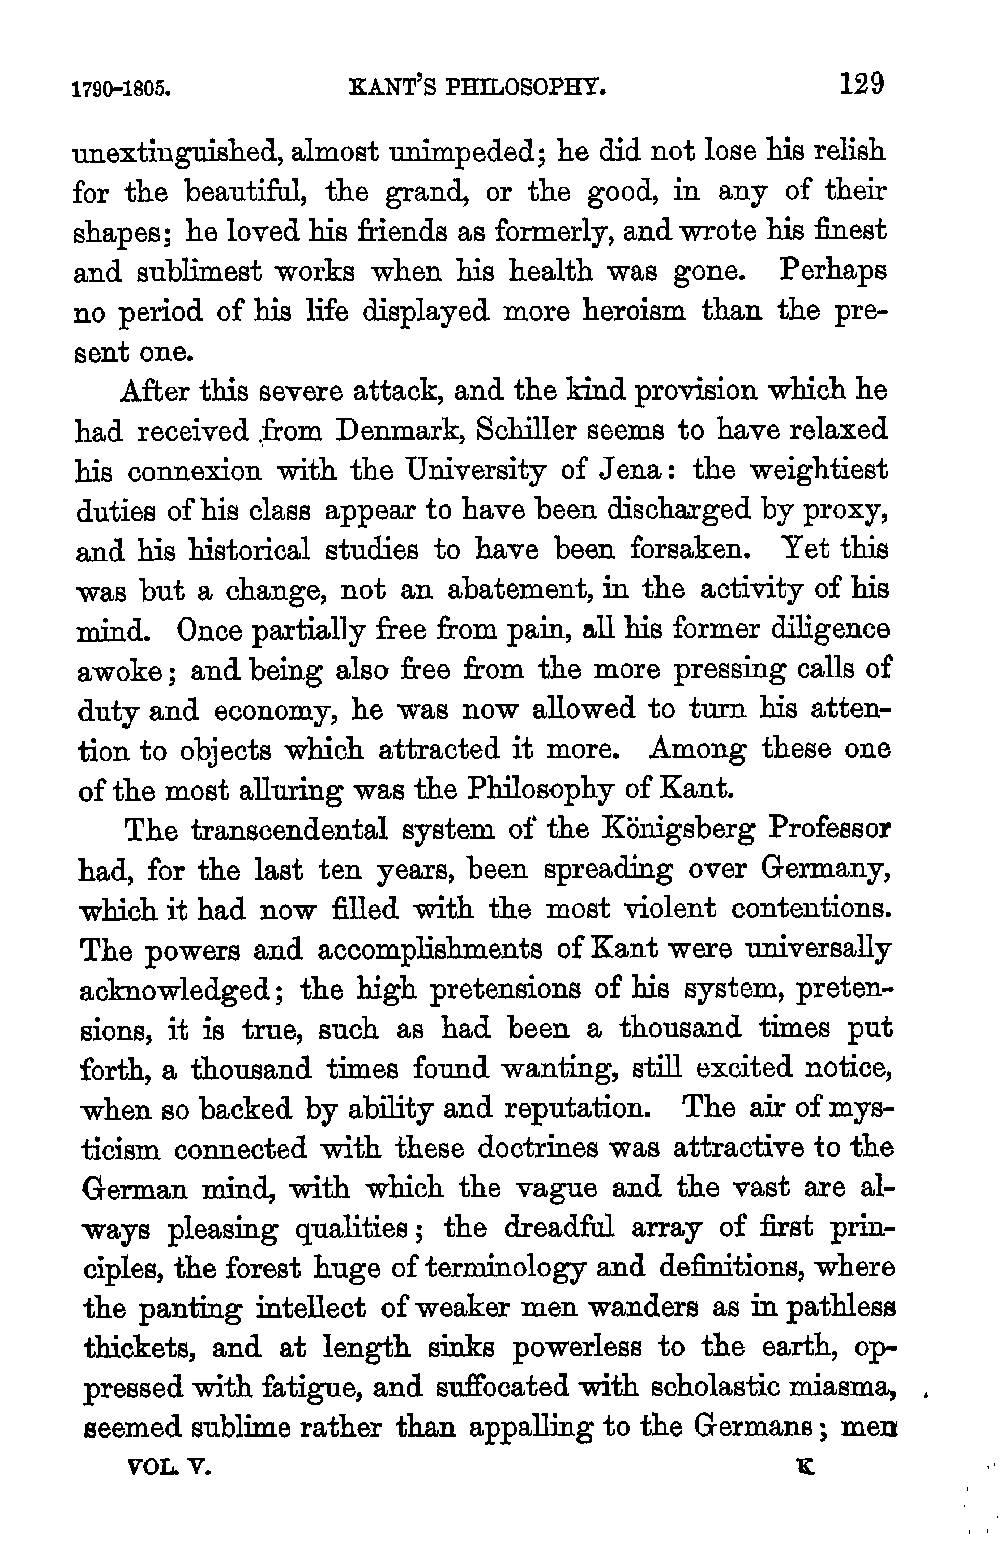 1790-1805. KANT'S PHILOSOPHY. 129
unextinguished, almost unimpeded; he did not lose his relish
for the beautiful, the grand, or the good, in any of their
shapes; he loved his friends as formerly, and wrote his finest
and sublimest works when his health was gone. Perhaps
no period of his life displayed more heroism than the pre-
sent one.
After this severe attack, and the kind provision which he
had received from Denmark, Schiller seems to have relaxed
his connexion with the University of Jena: the weightiest
duties of his class appear to have been discharged by proxy,
and his historical studies to have been forsaken. Yet this
was but a change, not an abatement, in the activity of his
mind. Once partially free from pain, all his former diligence
awoke; and being also free from the more pressing calls of
duty and economy, he was now allowed to turn his atten-
tion to objects which attracted it more. Among these one
of the most alluring was the Philosophy of Kant.
The transcendental system of the Königsberg Professor
had, for the last ten years, been spreading over Germany,
which it had now filled with the most violent contentions.
The powers and accomplishments of Kant were universally
acknowledged; the high pretensions of his system, preten-
sions, it is true, such as had been a thousand times put
forth, a thousand times found wanting, still excited notice,
when so backed by ability and reputation. The air of mys-
ticism connected with these doctrines was attractive to the
German mind, with which the vague and the vast are al-
ways pleasing qualities; the dreadful array of first prin-
ciples, the forest huge of terminology and definitions, where
the panting intellect of weaker men wanders as in pathless
thickets, and at length sinks powerless to the earth, op-
pressed with fatigue, and suffocated with scholastic miasma,
seemed sublime rather than appalling to the Germans; men
VOL. V. K